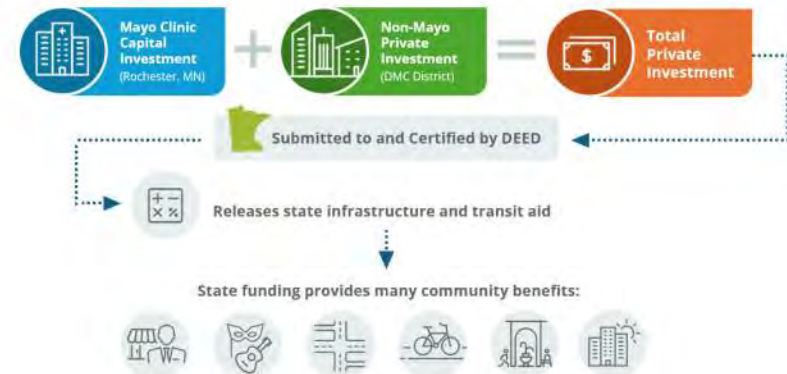 Mayo Clinic
Capital
Investment
(Rochester, MN)
+
Non-Mayo
Private
Investment
(DMC District)
=
$
Total
Private
Investment
Submitted to and Certified by DEED
Releases state infrastructure and transit aid
State funding provides many community benefits: